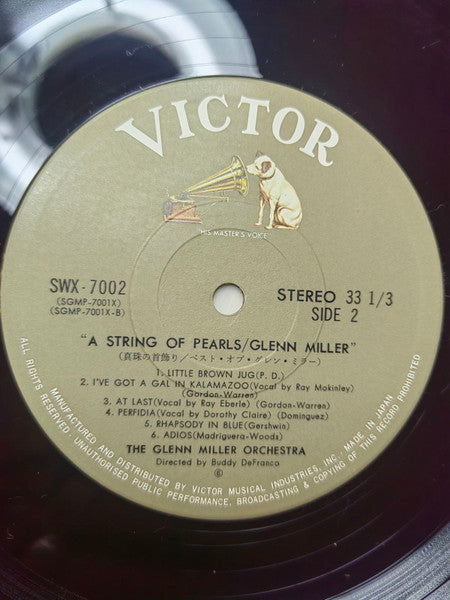 VICTOR
"HIS MASTER'S VOICE"
SWX-7002
(SGMP-7001X)
(SGMP-7001X-B)
STEREO 33 1/3
SIDE 2
"A STRING OF PEARLS/GLENN MILLER"
(真珠の首飾り/ベスト・オブ・グレン・ミラー)
1. LITTLE BROWN JUG(P. D.)
2. I'VE GOT A GAL IN KALAMAZOO(Vocal by Ray Mckinley)
(Gordon-Warren)
3. AT LAST(Vocal by Ray Eberle) (Gordon-Warren)
4. PERFIDIA(Vocal by Dorothy Claire) (Dominguez)
5. RHAPSODY IN BLUE(Gershwin)
6. ADIOS(Madriguera-Woods)
THE GLENN MILLER ORCHESTRA
Directed by Buddy DeFranco
Ⓒ
ALL RIGHTS RESERVED. UNAUTHORISED PUBLIC PERFORMANCE, BROADCASTING & COPYING OF THIS RECORD PROHIBITED
MANUFACTURED AND DISTRIBUTED BY VICTOR MUSICAL INDUSTRIES, INC., MADE IN JAPAN